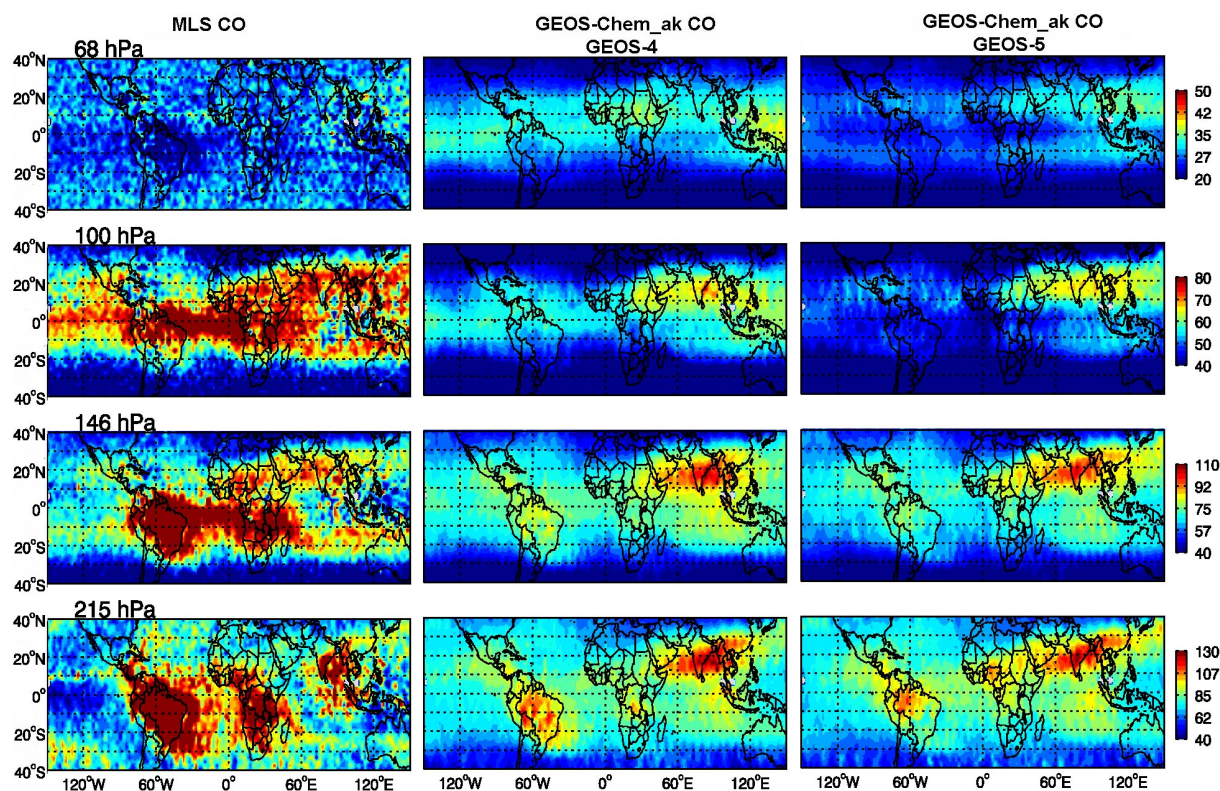 MLS CO
GEOS-Chem_ak CO
GEOS-4
GEOS-Chem_ak CO
GEOS-5
68 hPa
40°N
20°N
0°
20°S
40°S
50
42
35
27
20
100 hPa
40°N
20°N
0°
20°S
40°S
80
70
60
50
40
146 hPa
40°N
20°N
0°
20°S
40°S
110
92
75
57
40
215 hPa
40°N
20°N
0°
20°S
40°S
130
107
85
62
40
120°W 60°W 0° 60°E 120°E
120°W 60°W 0° 60°E 120°E
120°W 60°W 0° 60°E 120°E